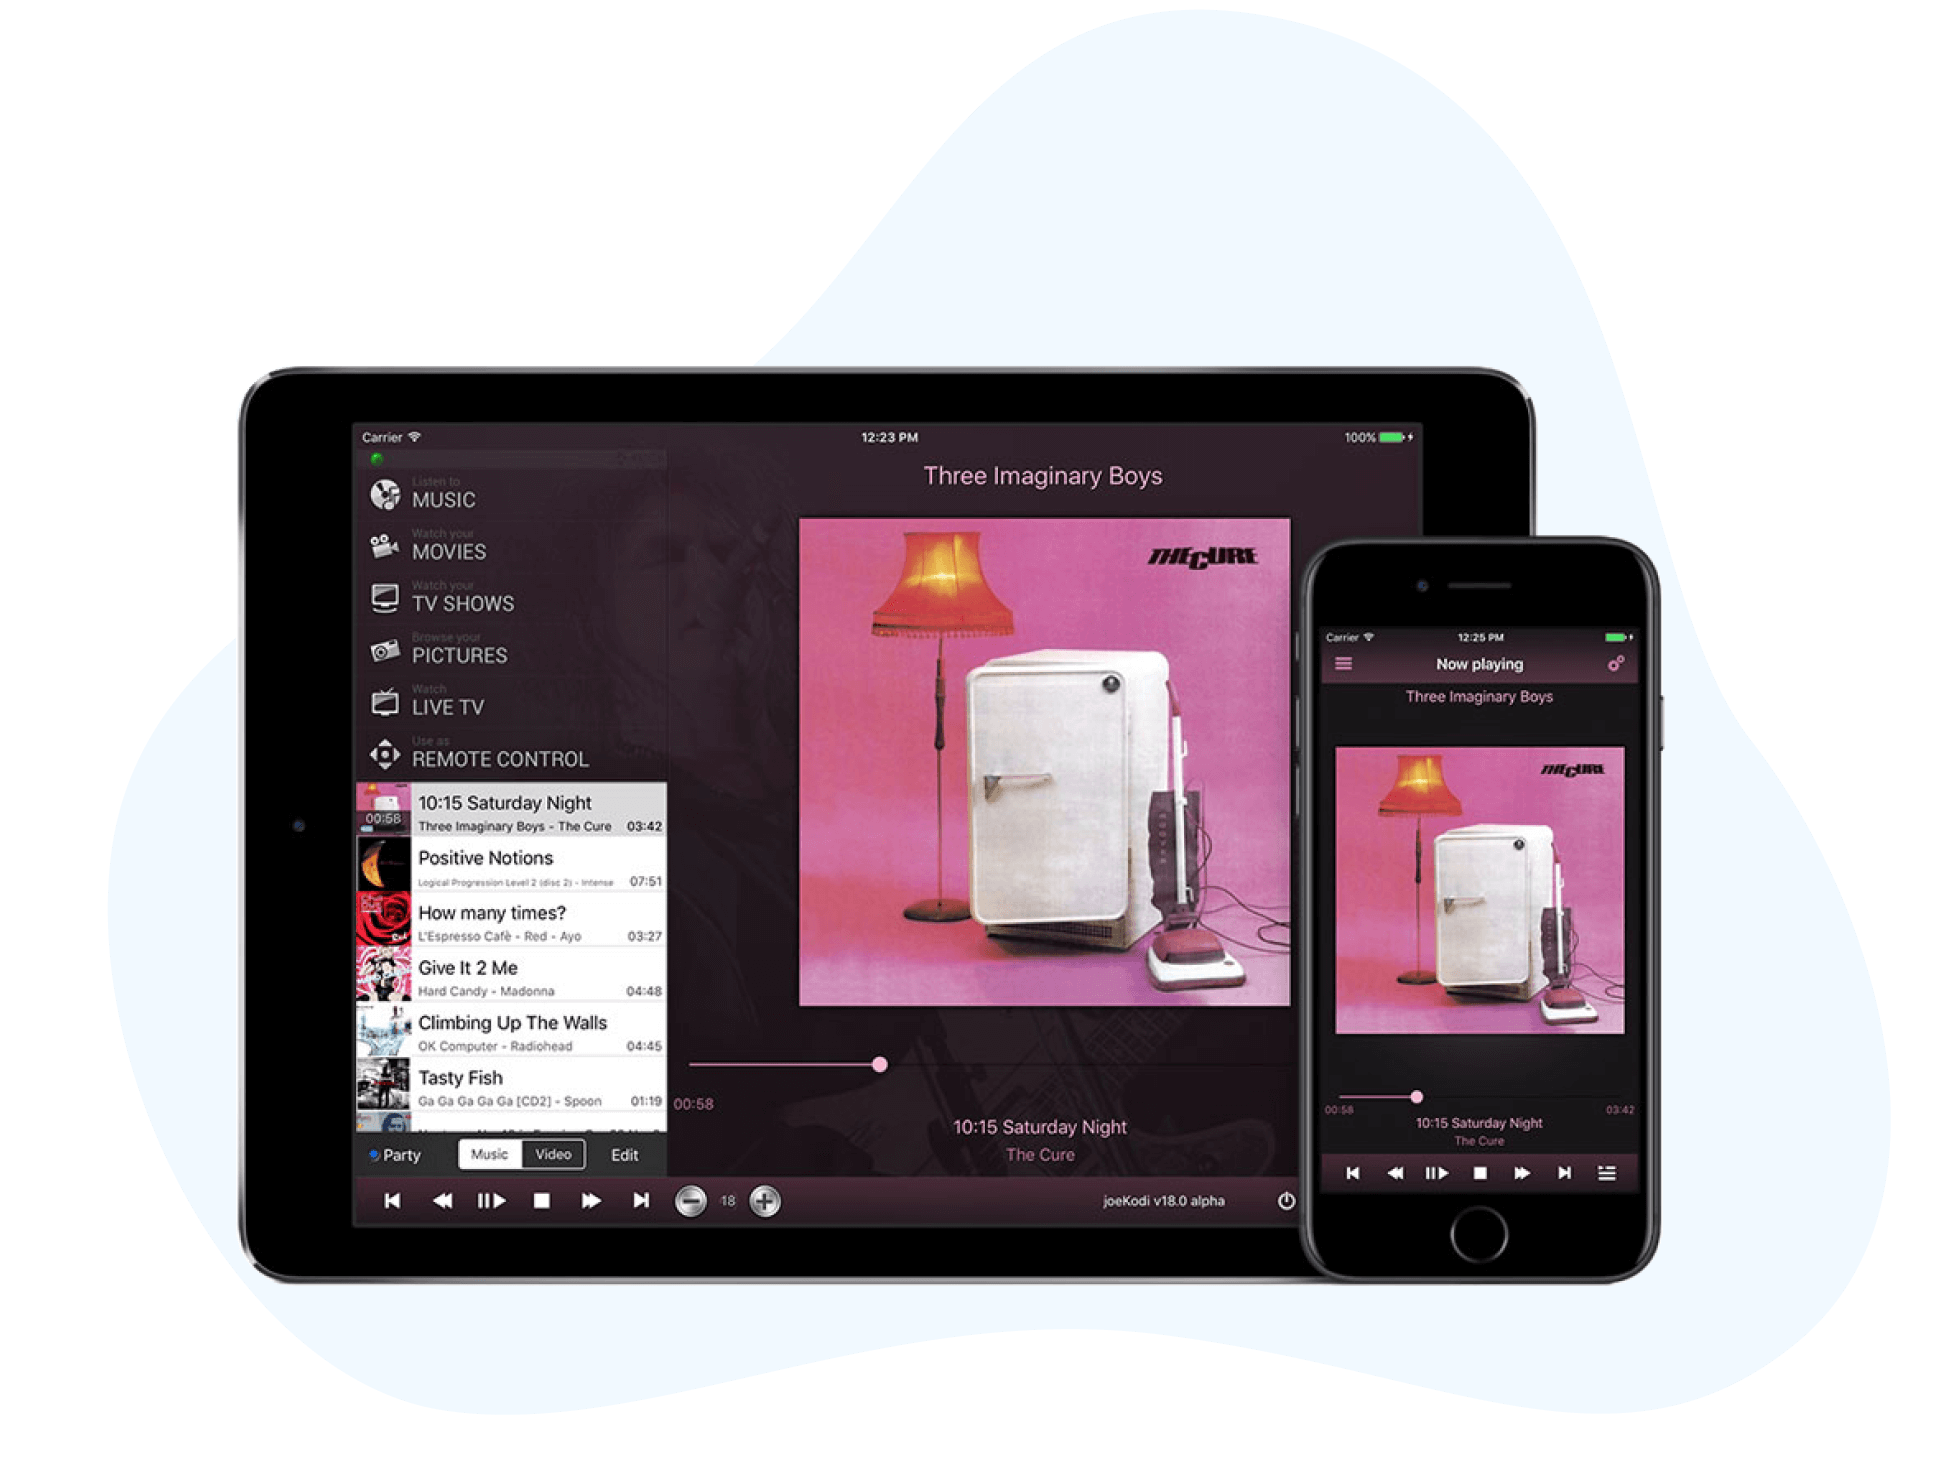 Carrier
12:23 PM
100%
Listen to
MUSIC
Watch your
MOVIES
Watch your
TV SHOWS
Browse your
PICTURES
Watch
LIVE TV
Use as
REMOTE CONTROL
00:58
10:15 Saturday Night
Three Imaginary Boys - The Cure 03:42
Positive Notions
Logical Progression Level 2 (disc 2) - Intense 07:51
How many times?
L'Espresso Cafè - Red - Ayo 03:27
Give It 2 Me
Hard Candy - Madonna 04:48
Climbing Up The Walls
OK Computer - Radiohead 04:45
Tasty Fish
Ga Ga Ga Ga Ga [CD2] - Spoon 01:19
Party
Music
Video
Edit
Three Imaginary Boys
THE CURE
00:58
10:15 Saturday Night
The Cure
18
joeKodi v18.0 alpha
Carrier
12:25 PM
Now playing
Three Imaginary Boys
THE CURE
00:58
03:42
10:15 Saturday Night
The Cure